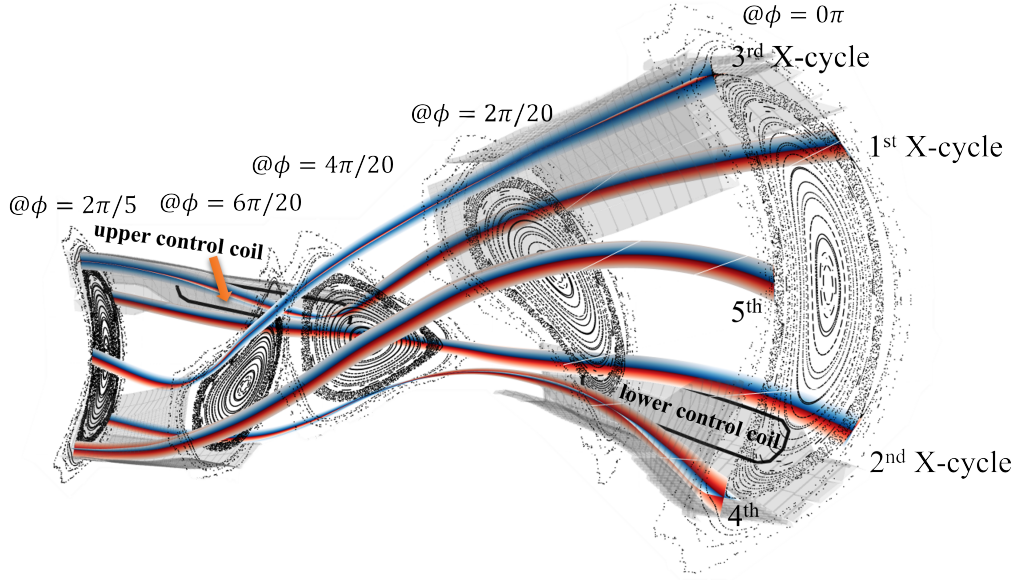 @ϕ = 0π
3rd X-cycle
@ϕ = 2π/20
1st X-cycle
@ϕ = 4π/20
@ϕ = 2π/5
@ϕ = 6π/20
upper control coil
5th
lower control coil
2nd X-cycle
4th